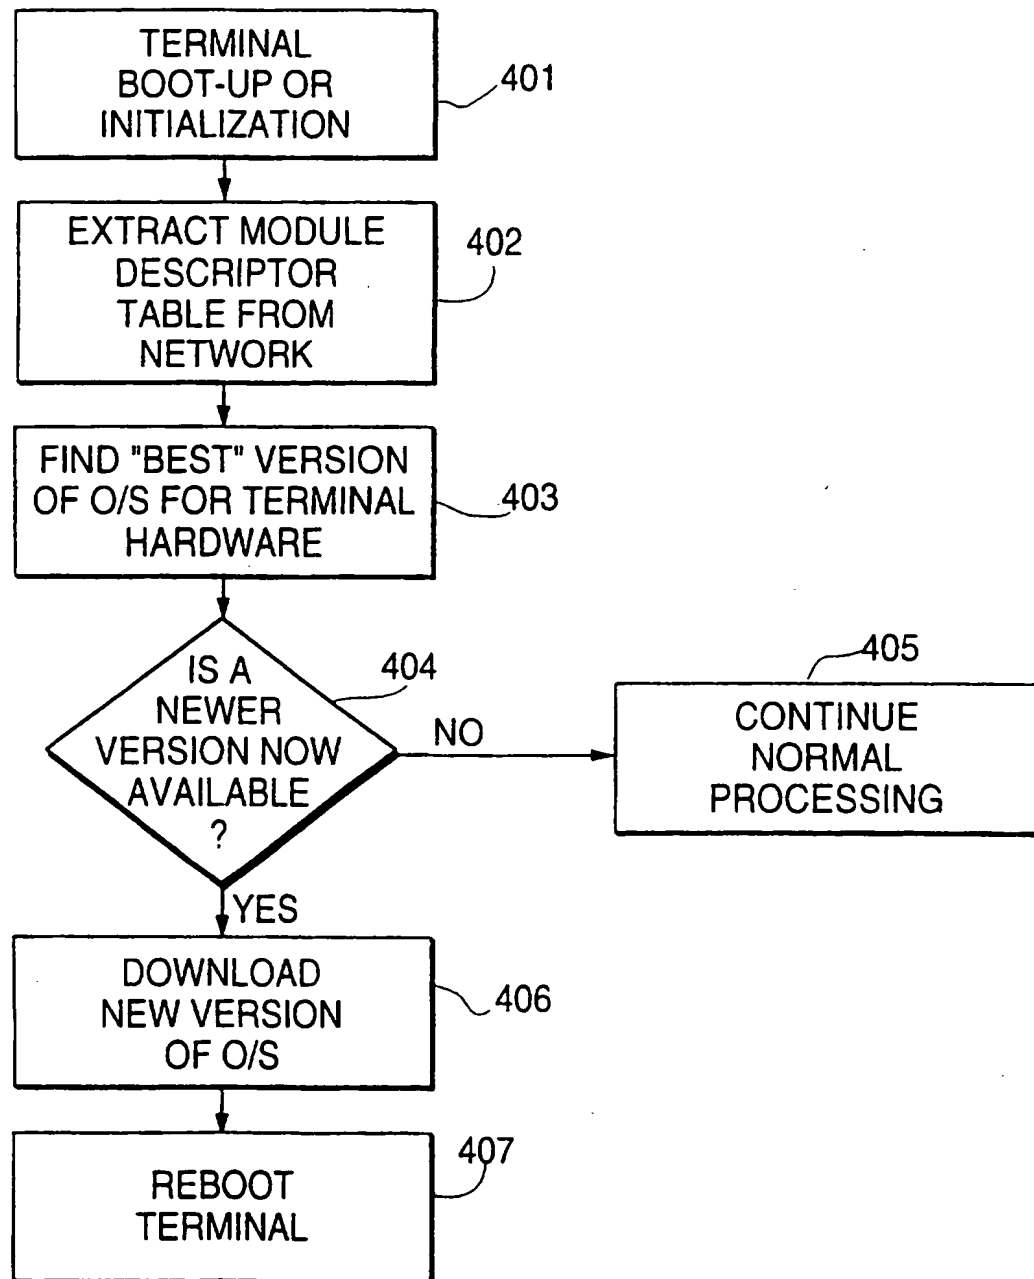 TERMINAL
BOOT-UP OR
INITIALIZATION
401
EXTRACT MODULE
DESCRIPTOR
TABLE FROM
NETWORK
402
FIND "BEST" VERSION
OF O/S FOR TERMINAL
HARDWARE
403
IS A
NEWER
VERSION NOW
AVAILABLE
?
404
NO
405
CONTINUE
NORMAL
PROCESSING
YES
DOWNLOAD
NEW VERSION
OF O/S
406
REBOOT
TERMINAL
407